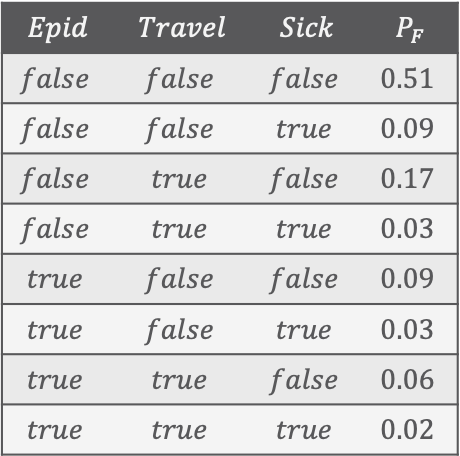 Epid Travel Sick P_F
false false false 0.51
false false true 0.09
false true false 0.17
false true true 0.03
true false false 0.09
true false true 0.03
true true false 0.06
true true true 0.02